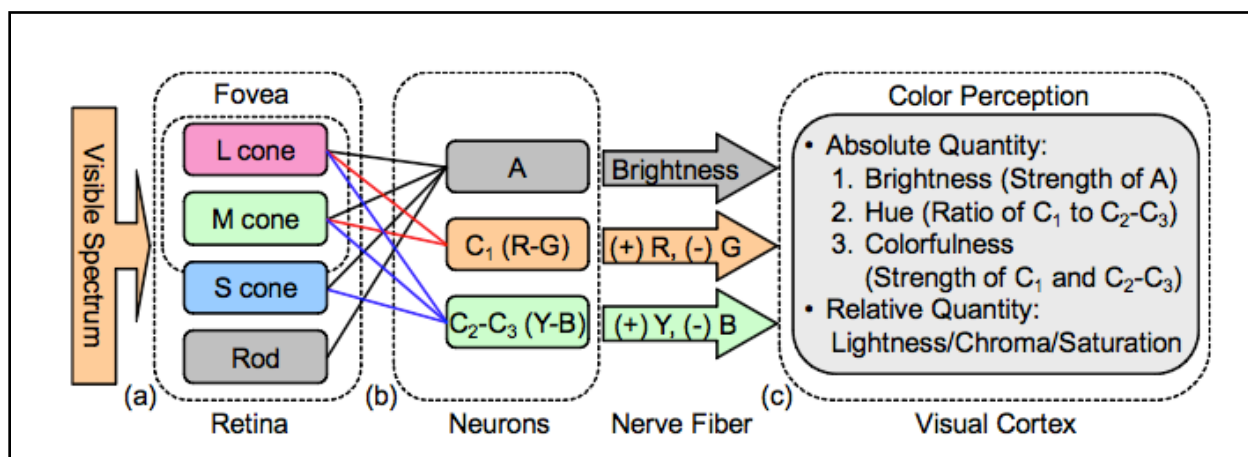 Visible Spectrum
(a)
Fovea
L cone
M cone
S cone
Rod
Retina
(b)
A
C₁ (R-G)
C₂-C₃ (Y-B)
Neurons
Brightness
(+) R, (-) G
(+) Y, (-) B
Nerve Fiber
(c)
Color Perception
• Absolute Quantity:
1. Brightness (Strength of A)
2. Hue (Ratio of C₁ to C₂-C₃)
3. Colorfulness
(Strength of C₁ and C₂-C₃)
• Relative Quantity:
Lightness/Chroma/Saturation
Visual Cortex